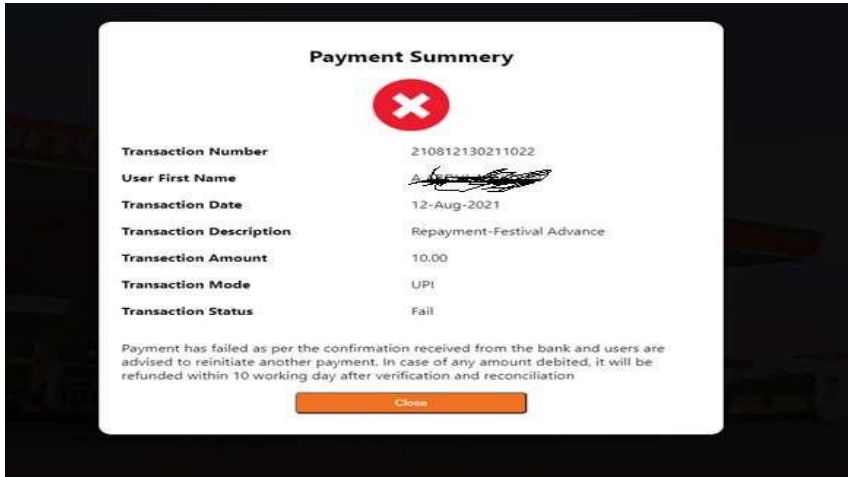 Payment Summery
Transaction Number 210812130211022
User First Name
Transaction Date 12-Aug-2021
Transaction Description Repayment-Festival Advance
Transection Amount 10.00
Transaction Mode UPI
Transaction Status Fail
Payment has failed as per the confirmation received from the bank and users are
advised to reinitiate another payment. In case of any amount debited, it will be
refunded within 10 working day after verification and reconciliation
Close